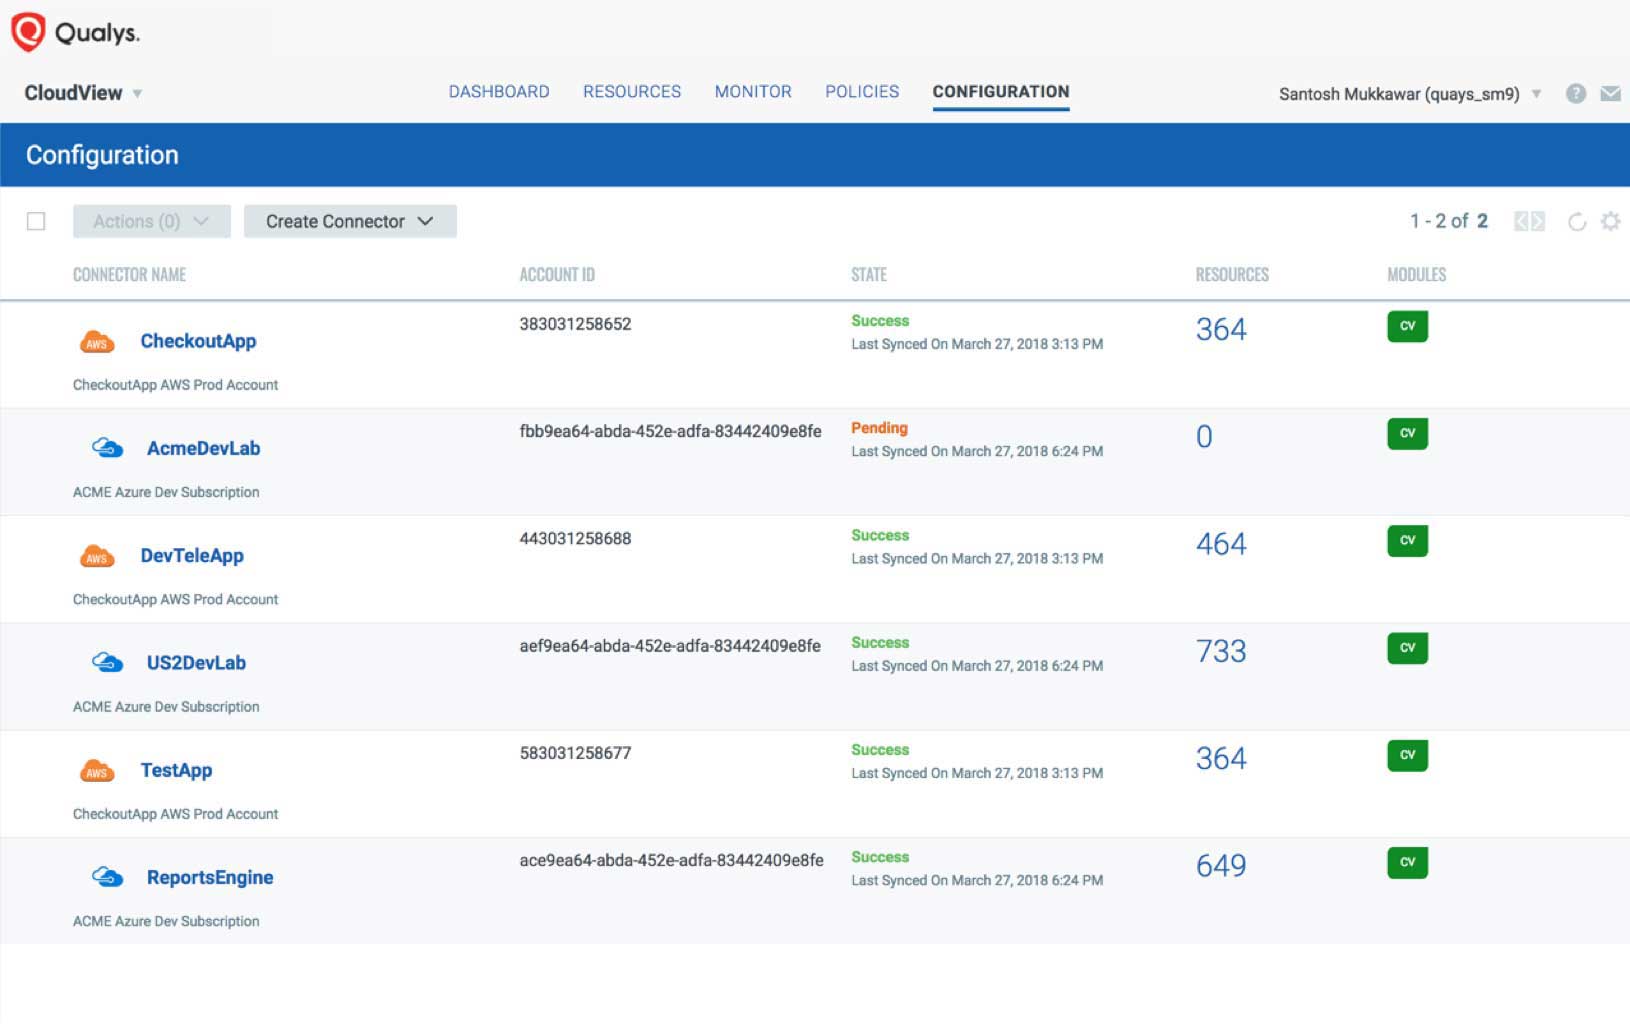 Qualys.
CloudView
DASHBOARD RESOURCES MONITOR POLICIES CONFIGURATION
Santosh Mukkawar (quays_sm9)
?
Configuration
Actions (0) Create Connector 1 - 2 of 2
CONNECTOR NAME ACCOUNT ID STATE RESOURCES MODULES
AWS CheckoutApp 383031258652 Success 364 CV
Last Synced On March 27, 2018 3:13 PM
CheckoutApp AWS Prod Account
AcmeDevLab fbb9ea64-abda-452e-adfa-83442409e8fe Pending 0 CV
Last Synced On March 27, 2018 6:24 PM
ACME Azure Dev Subscription
AWS DevTeleApp 443031258688 Success 464 CV
Last Synced On March 27, 2018 3:13 PM
CheckoutApp AWS Prod Account
US2DevLab aef9ea64-abda-452e-adfa-83442409e8fe Success 733 CV
Last Synced On March 27, 2018 6:24 PM
ACME Azure Dev Subscription
AWS TestApp 583031258677 Success 364 CV
Last Synced On March 27, 2018 3:13 PM
CheckoutApp AWS Prod Account
ReportsEngine ace9ea64-abda-452e-adfa-83442409e8fe Success 649 CV
Last Synced On March 27, 2018 6:24 PM
ACME Azure Dev Subscription